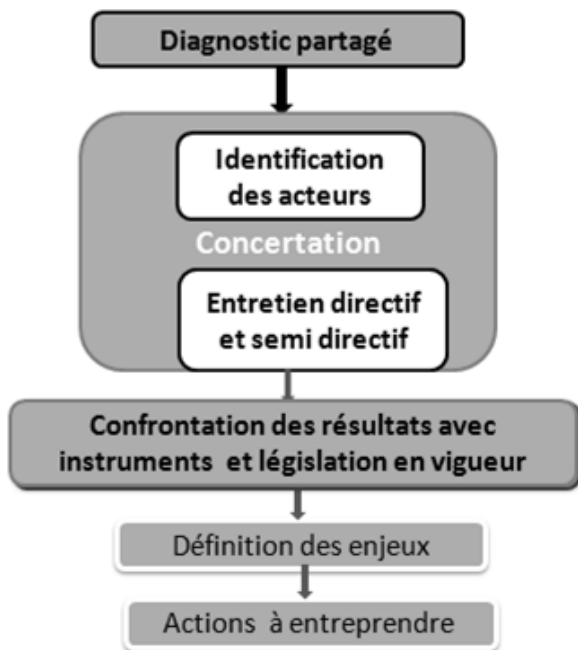 Diagnostic partagé
Identification
des acteurs
Concertation
Entretien directif
et semi directif
Confrontation des résultats avec
instruments et législation en vigueur
Définition des enjeux
Actions à entreprendre